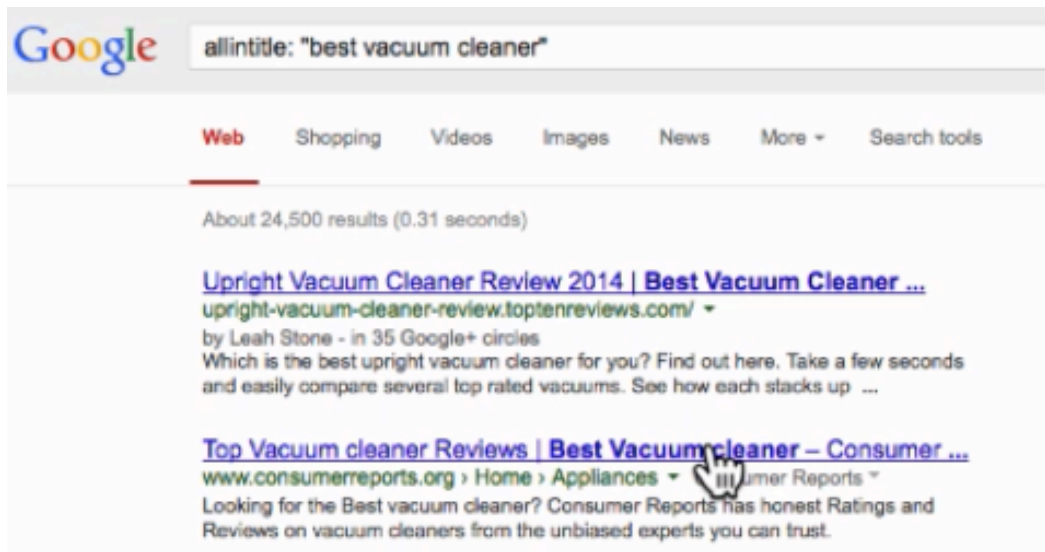 Google
allintitle: "best vacuum cleaner"
Web Shopping Videos Images News More Search tools
About 24,500 results (0.31 seconds)
Upright Vacuum Cleaner Review 2014 | Best Vacuum Cleaner ...
upright-vacuum-cleaner-review.toptenreviews.com/
by Leah Stone - in 35 Google+ circles
Which is the best upright vacuum cleaner for you? Find out here. Take a few seconds
and easily compare several top rated vacuums. See how each stacks up ...
Top Vacuum cleaner Reviews | Best Vacuum cleaner – Consumer ...
www.consumerreports.org › Home › Appliances umer Reports
Looking for the Best vacuum cleaner? Consumer Reports has honest Ratings and
Reviews on vacuum cleaners from the unbiased experts you can trust.